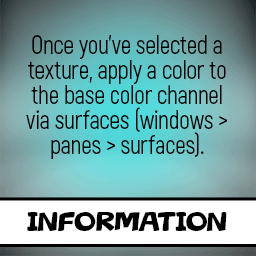 Once you've selected a
texture, apply a color to
the base color channel
via surfaces (windows >
panes > surfaces).
INFORMATION